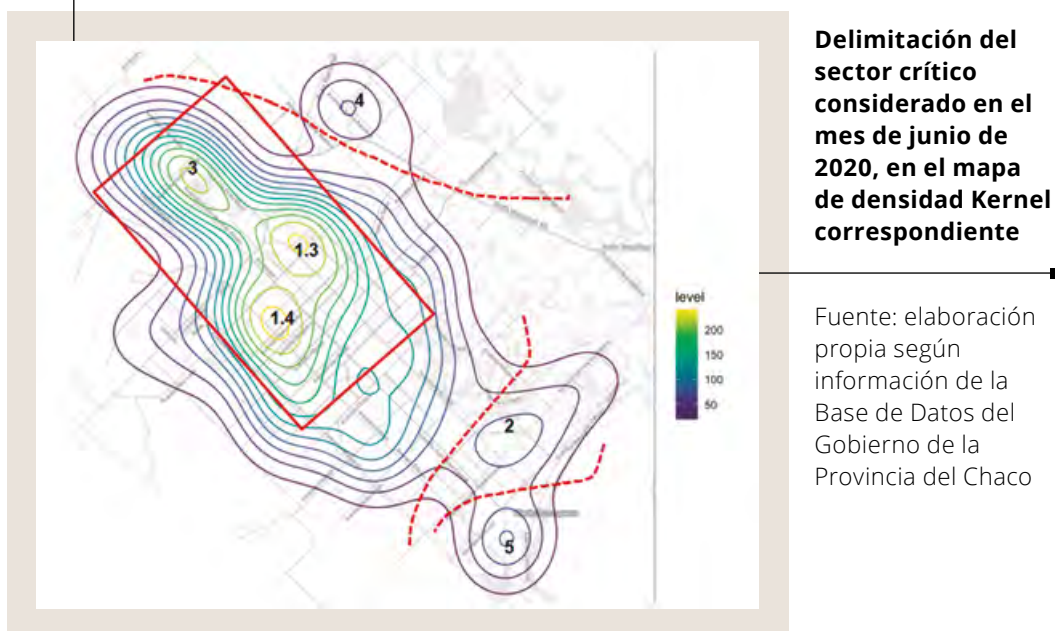 4
3
1.3
1.4
2
5
level
200
150
100
50
Delimitación del
sector crítico
considerado en el
mes de junio de
2020, en el mapa
de densidad Kernel
correspondiente
Fuente: elaboración
propia según
información de la
Base de Datos del
Gobierno de la
Provincia del Chaco